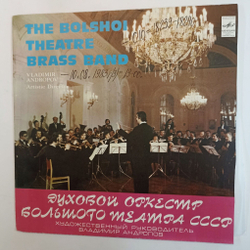 THE BOLSHOI
THEATRE
BRASS BAND
VLADIMIR
ANDROPOV
ДУХОВОЙ ОРКЕСТР
БОЛЬШОГО ТЕАТРА СССР
ХУДОЖЕСТВЕННЫЙ РУКОВОДИТЕЛЬ
ВЛАДИМИР АНДРОПОВ